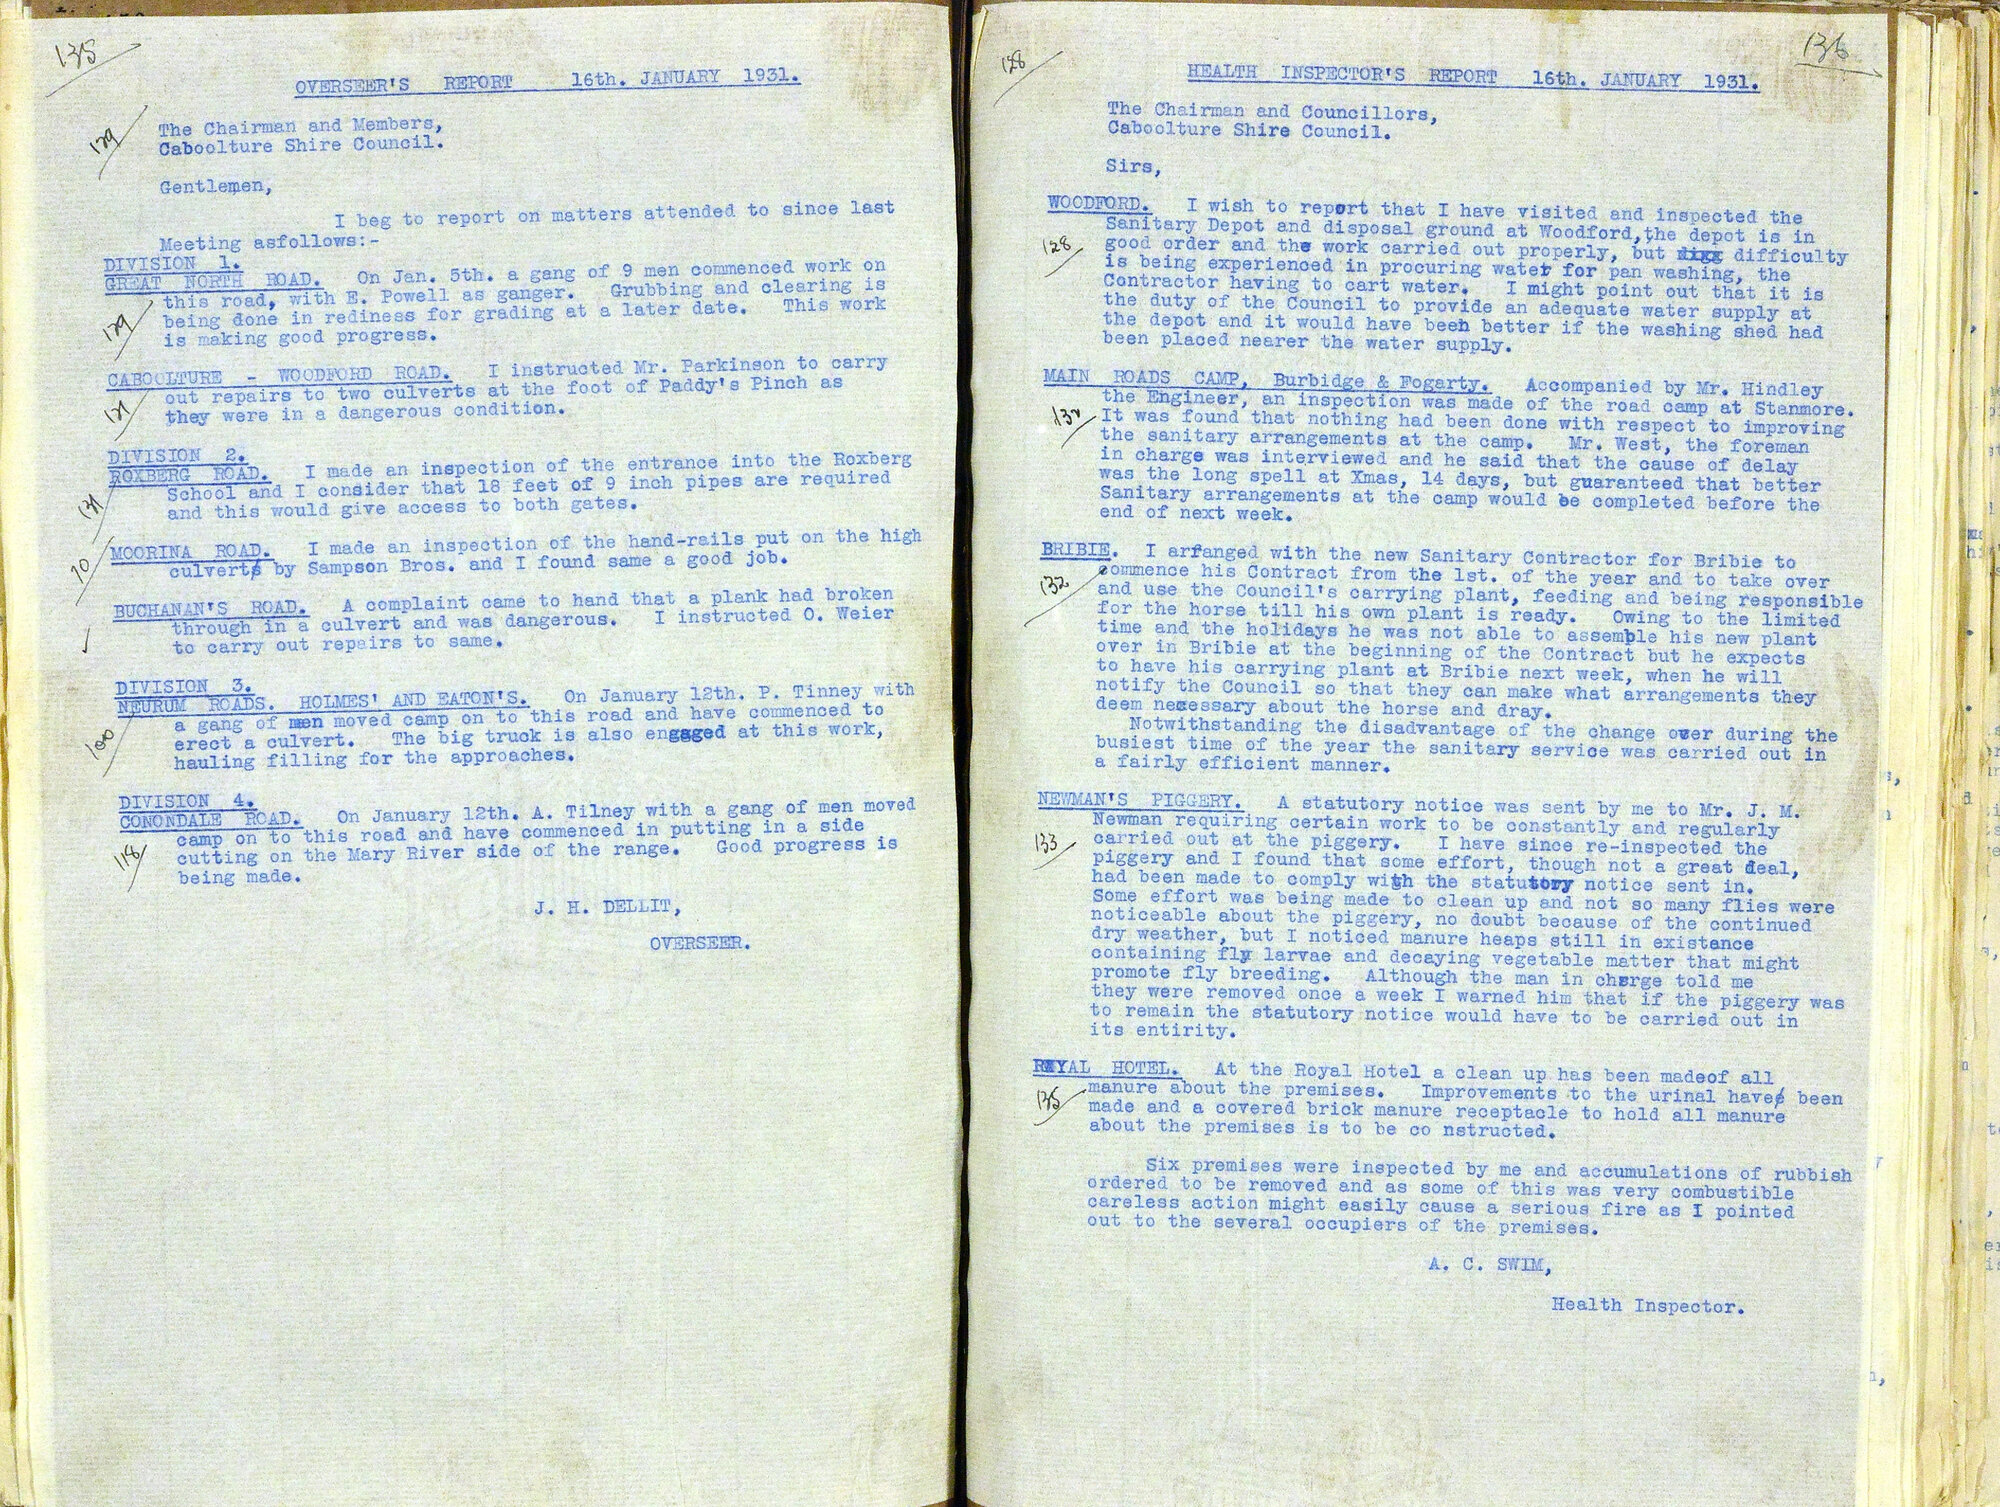 135
OVERSEER'S REPORT 16th. JANUARY 1931.
129
The Chairman and Members,
Caboolture Shire Council.
Gentlemen,
I beg to report on matters attended to since last
Meeting asfollows:-
DIVISION 1.
GREAT NORTH ROAD. On Jan. 5th. a gang of 9 men commenced work on
this road, with E. Powell as ganger. Grubbing and clearing is
129
being done in rediness for grading at a later date. This work
is making good progress.
CABOOLTURE - WOODFORD ROAD. I instructed Mr. Parkinson to carry
out repairs to two culverts at the foot of Paddy's Pinch as
they were in a dangerous condition.
DIVISION 2.
ROXBERG ROAD. I made an inspection of the entrance into the Roxberg
School and I consider that 18 feet of 9 inch pipes are required
131
and this would give access to both gates.
MOORINA ROAD. I made an inspection of the hand-rails put on the high
70
culvert by Sampson Bros. and I found same a good job.
BUCHANAN'S ROAD. A complaint came to hand that a plank had broken
through in a culvert and was dangerous. I instructed O. Weier
to carry out repairs to same.
DIVISION 3.
NEURUM ROADS. HOLMES' AND EATON'S. On January 12th. P. Tinney with
a gang of men moved camp on to this road and have commenced to
100
erect a culvert. The big truck is also engaged at this work,
hauling filling for the approaches.
DIVISION 4.
CONONDALE ROAD. On January 12th. A. Tilney with a gang of men moved
camp on to this road and have commenced in putting in a side
118
cutting on the Mary River side of the range. Good progress is
being made.
J. H. DELLIT,
OVERSEER.
128
136
HEALTH INSPECTOR'S REPORT 16th. JANUARY 1931.
The Chairman and Councillors,
Caboolture Shire Council.
Sirs,
WOODFORD. I wish to report that I have visited and inspected the
Sanitary Depot and disposal ground at Woodford, the depot is in
128
good order and the work carried out properly, but difficulty
is being experienced in procuring water for pan washing, the
Contractor having to cart water. I might point out that it is
the duty of the Council to provide an adequate water supply at
the depot and it would have been better if the washing shed had
been placed nearer the water supply.
MAIN ROADS CAMP, Burbidge & Fogarty. Accompanied by Mr. Hindley
the Engineer, an inspection was made of the road camp at Stanmore.
132
It was found that nothing had been done with respect to improving
the sanitary arrangements at the camp. Mr. West, the foreman
in charge was interviewed and he said that the cause of delay
was the long spell at Xmas, 14 days, but guaranteed that better
Sanitary arrangements at the camp would be completed before the
end of next week.
BRIBIE. I arranged with the new Sanitary Contractor for Bribie to
commence his Contract from the 1st. of the year and to take over
132
and use the Council's carrying plant, feeding and being responsible
for the horse till his own plant is ready. Owing to the limited
time and the holidays he was not able to assemble his new plant
over in Bribie at the beginning of the Contract but he expects
to have his carrying plant at Bribie next week, when he will
notify the Council so that they can make what arrangements they
deem necessary about the horse and dray.
Notwithstanding the disadvantage of the change over during the
busiest time of the year the sanitary service was carried out in
a fairly efficient manner.
NEWMAN'S PIGGERY. A statutory notice was sent by me to Mr. J. M.
Newman requiring certain work to be constantly and regularly
133
carried out at the piggery. I have since re-inspected the
piggery and I found that some effort, though not a great deal,
had been made to comply with the statutory notice sent in.
Some effort was being made to clean up and not so many flies were
noticeable about the piggery, no doubt because of the continued
dry weather, but I noticed manure heaps still in existance
containing fly larvae and decaying vegetable matter that might
promote fly breeding. Although the man in charge told me
they were removed once a week I warned him that if the piggery was
to remain the statutory notice would have to be carried out in
its entirity.
ROYAL HOTEL. At the Royal Hotel a clean up has been madeof all
manure about the premises. Improvements to the urinal have been
135
made and a covered brick manure receptacle to hold all manure
about the premises is to be co nstructed.
Six premises were inspected by me and accumulations of rubbish
ordered to be removed and as some of this was very combustible
careless action might easily cause a serious fire as I pointed
out to the several occupiers of the premises.
A. C. SWIM,
Health Inspector.